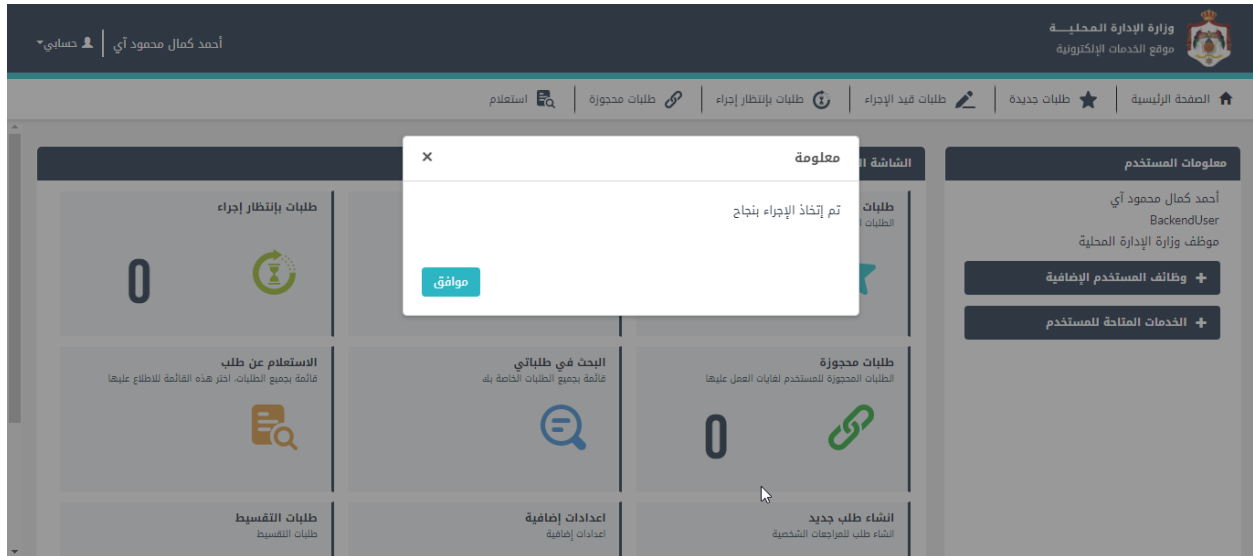 وزارة الإدارة المحليـــة
موقع الخدمات الإلكترونية
أحمد كمال محمود آي
حسابي
الصفحة الرئيسية
طلبات جديدة
طلبات قيد الإجراء
طلبات بإنتظار إجراء
طلبات محجوزة
استعلام
معلومات المستخدم
أحمد كمال محمود آي
BackendUser
موظف وزارة الإدارة المحلية
+ وظائف المستخدم الإضافية
+ الخدمات المتاحة للمستخدم
الشاشة
معلومة
×
تم إتخاذ الإجراء بنجاح
موافق
طلبات
الطلبات
طلبات بإنتظار إجراء
0
طلبات محجوزة
الطلبات المحجوزة للمستخدم لغايات العمل عليها
0
البحث في طلباتي
قائمة بجميع الطلبات الخاصة بك
الاستعلام عن طلب
قائمة بجميع الطلبات، اختر هذه القائمة للاطلاع عليها
انشاء طلب جديد
انشاء طلب للمراجعات الشخصية
اعدادات إضافية
اعدادات إضافية
طلبات التقسيط
طلبات التقسيط